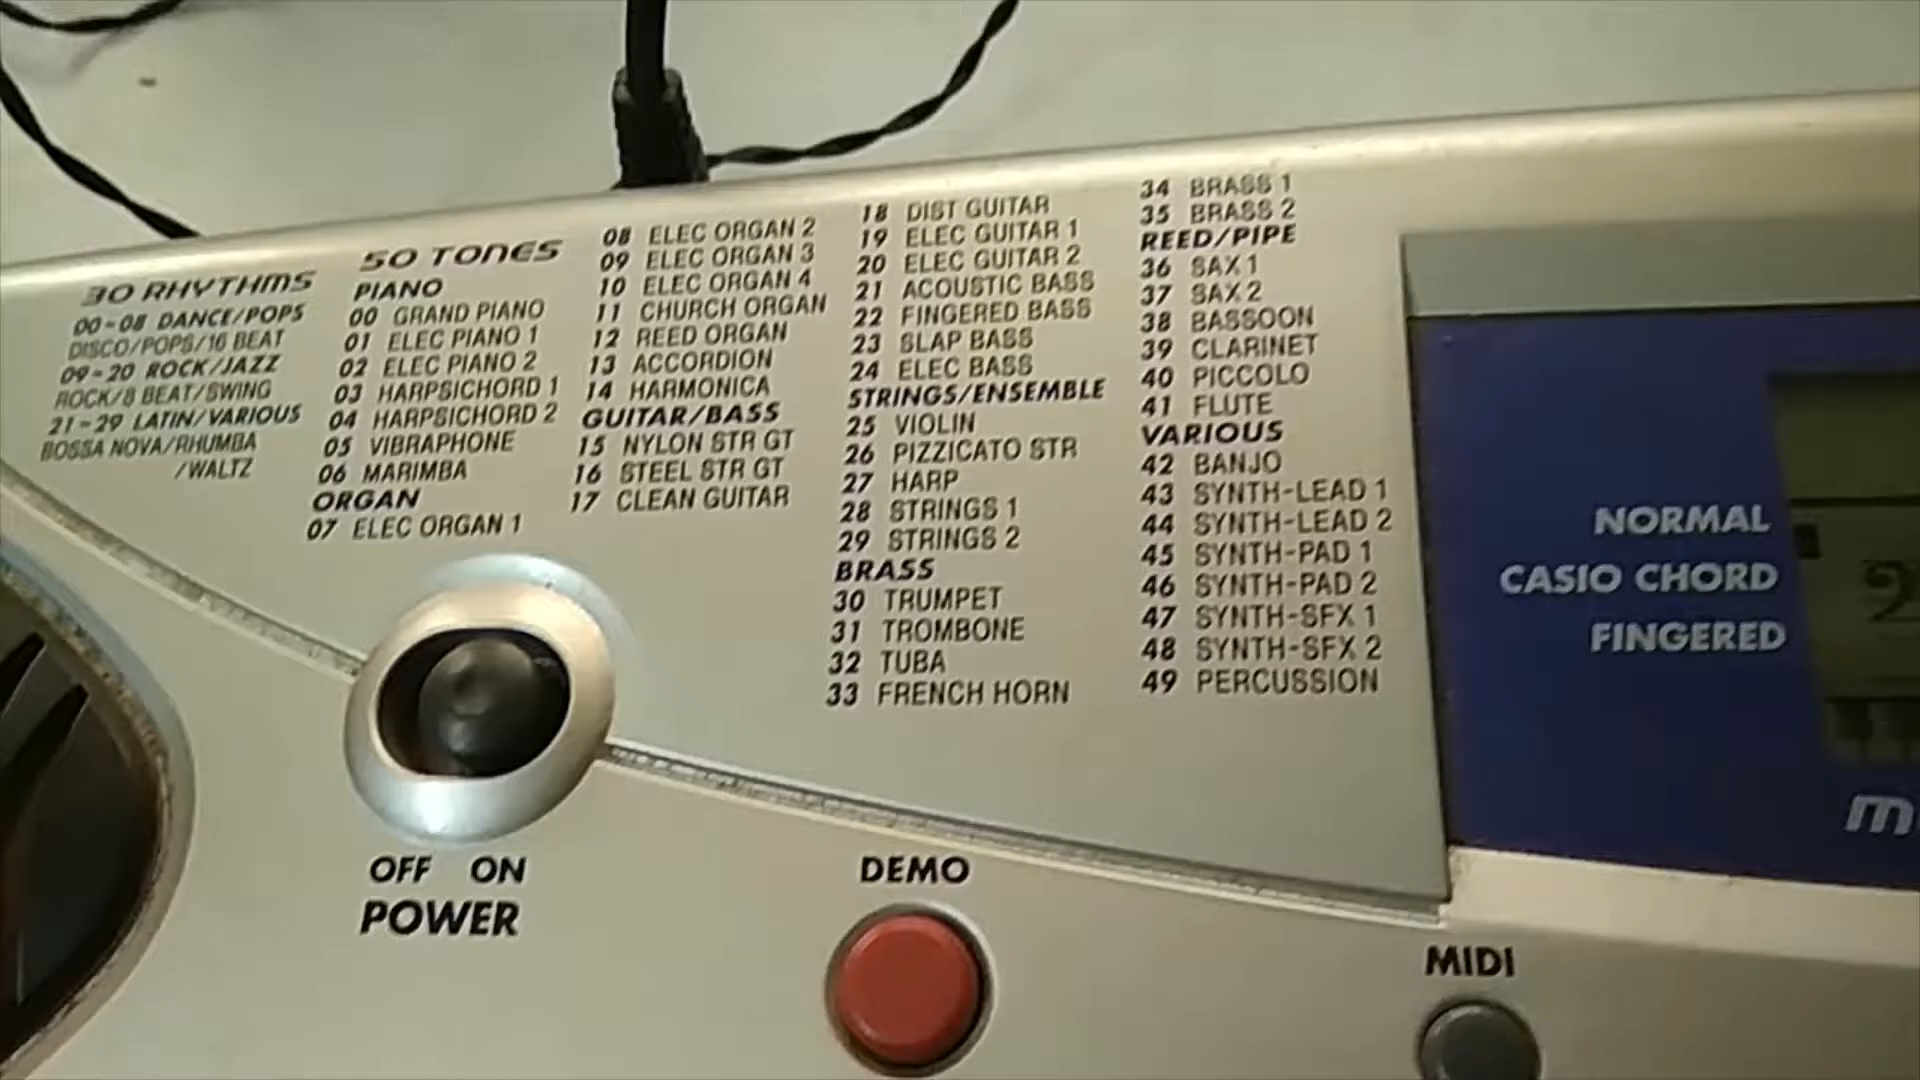 30 RHYTHMS
00-08 DANCE/POPS
DISCO/POPS/16 BEAT
09-20 ROCK/JAZZ
ROCK/8 BEAT/SWING
21-29 LATIN/VARIOUS
BOSSA NOVA/RHUMBA
/WALTZ
50 TONES
PIANO
00 GRAND PIANO
01 ELEC PIANO 1
02 ELEC PIANO 2
03 HARPSICHORD 1
04 HARPSICHORD 2
05 VIBRAPHONE
06 MARIMBA
ORGAN
07 ELEC ORGAN 1
08 ELEC ORGAN 2
09 ELEC ORGAN 3
10 ELEC ORGAN 4
11 CHURCH ORGAN
12 REED ORGAN
13 ACCORDION
14 HARMONICA
GUITAR/BASS
15 NYLON STR GT
16 STEEL STR GT
17 CLEAN GUITAR
18 DIST GUITAR
19 ELEC GUITAR 1
20 ELEC GUITAR 2
21 ACOUSTIC BASS
22 FINGERED BASS
23 SLAP BASS
24 ELEC BASS
STRINGS/ENSEMBLE
25 VIOLIN
26 PIZZICATO STR
27 HARP
28 STRINGS 1
29 STRINGS 2
BRASS
30 TRUMPET
31 TROMBONE
32 TUBA
33 FRENCH HORN
34 BRASS 1
35 BRASS 2
REED/PIPE
36 SAX 1
37 SAX 2
38 BASSOON
39 CLARINET
40 PICCOLO
41 FLUTE
VARIOUS
42 BANJO
43 SYNTH-LEAD 1
44 SYNTH-LEAD 2
45 SYNTH-PAD 1
46 SYNTH-PAD 2
47 SYNTH-SFX 1
48 SYNTH-SFX 2
49 PERCUSSION
NORMAL
CASIO CHORD
FINGERED
OFF ON
POWER
DEMO
MIDI